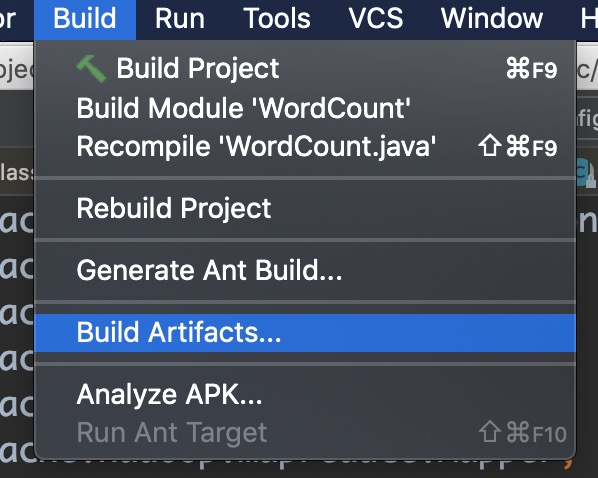 or Build Run Tools VCS Window H
Build Project ⌘F9
Build Module 'WordCount'
Recompile 'WordCount.java' ⇧⌘F9
Rebuild Project
Generate Ant Build...
Build Artifacts...
Analyze APK...
Run Ant Target ⇧⌘F10